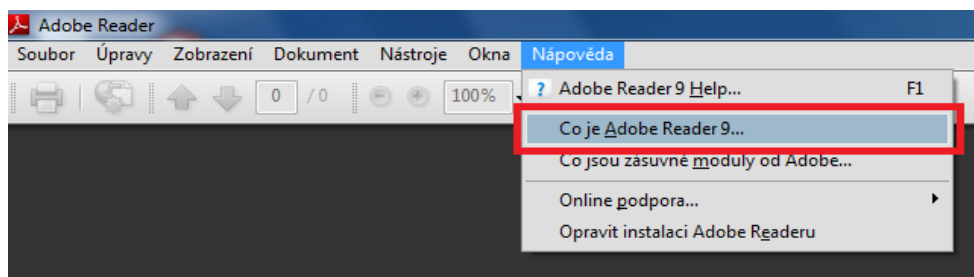 Adobe Reader
Soubor Úpravy Zobrazení Dokument Nástroje Okna Nápověda
0 / 0 100%
? Adobe Reader 9 Help... F1
Co je Adobe Reader 9...
Co jsou zásuvné moduly od Adobe...
Online podpora...
Opravit instalaci Adobe Readeru